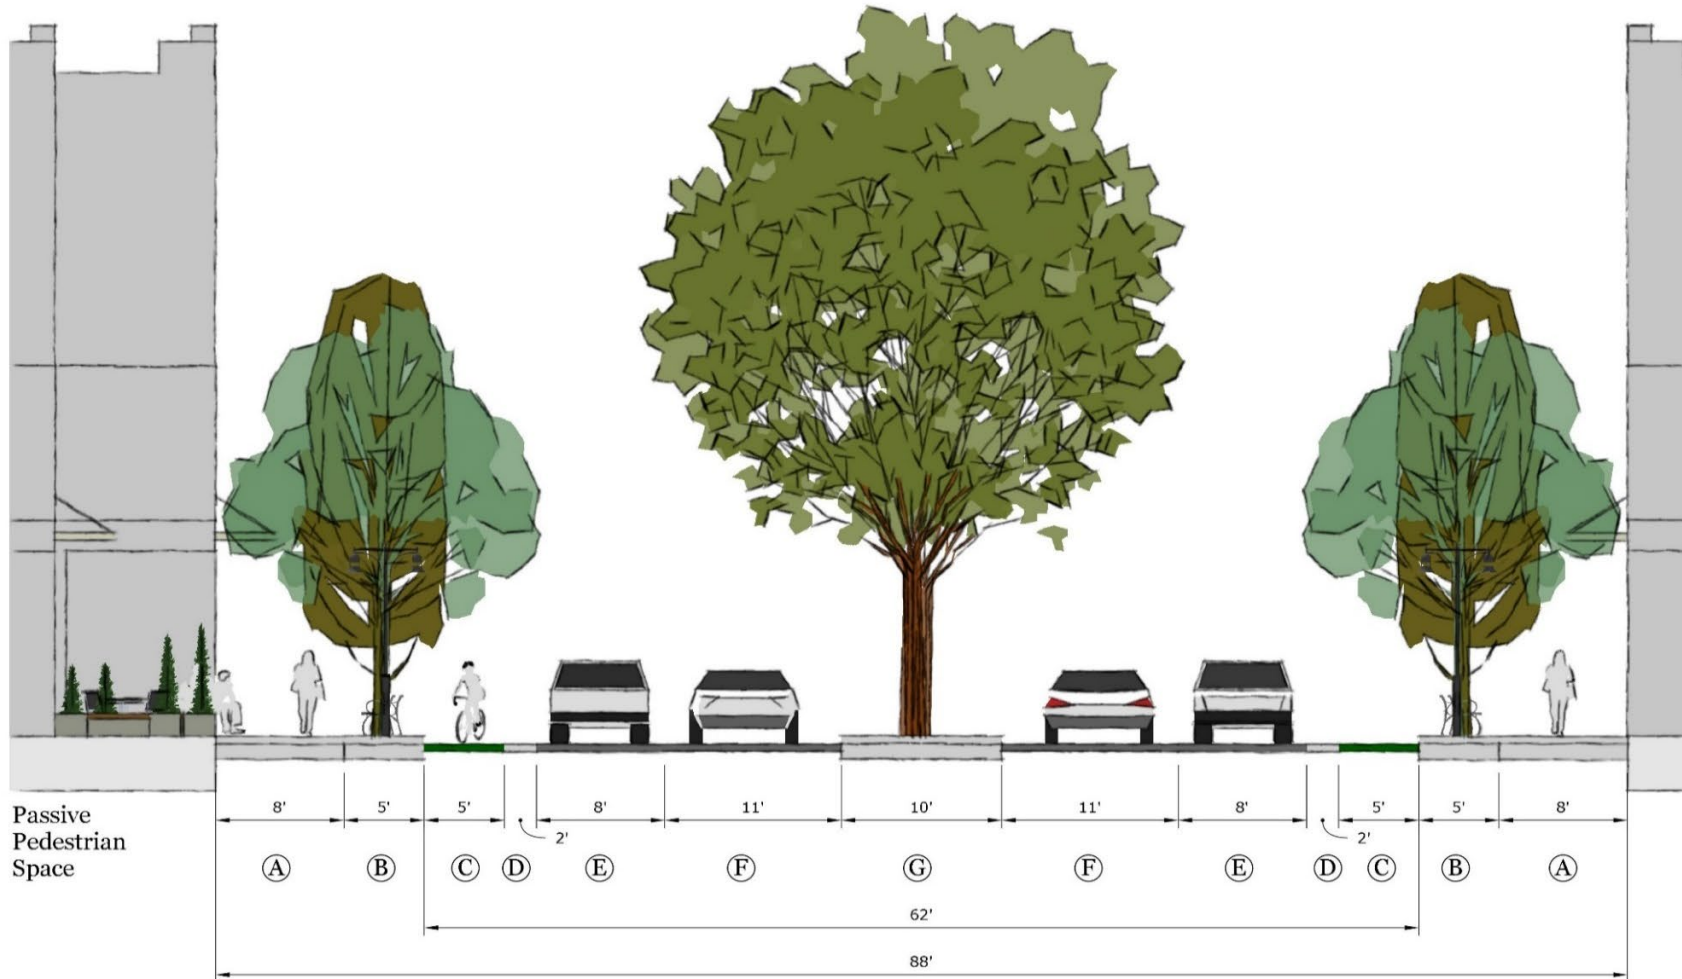 8' 5' 5' 8' 11' 10' 11' 8' 5' 5' 8'
2' 2'
Passive
Pedestrian
Space
A B C D E F G F E D C B A
62'
88'